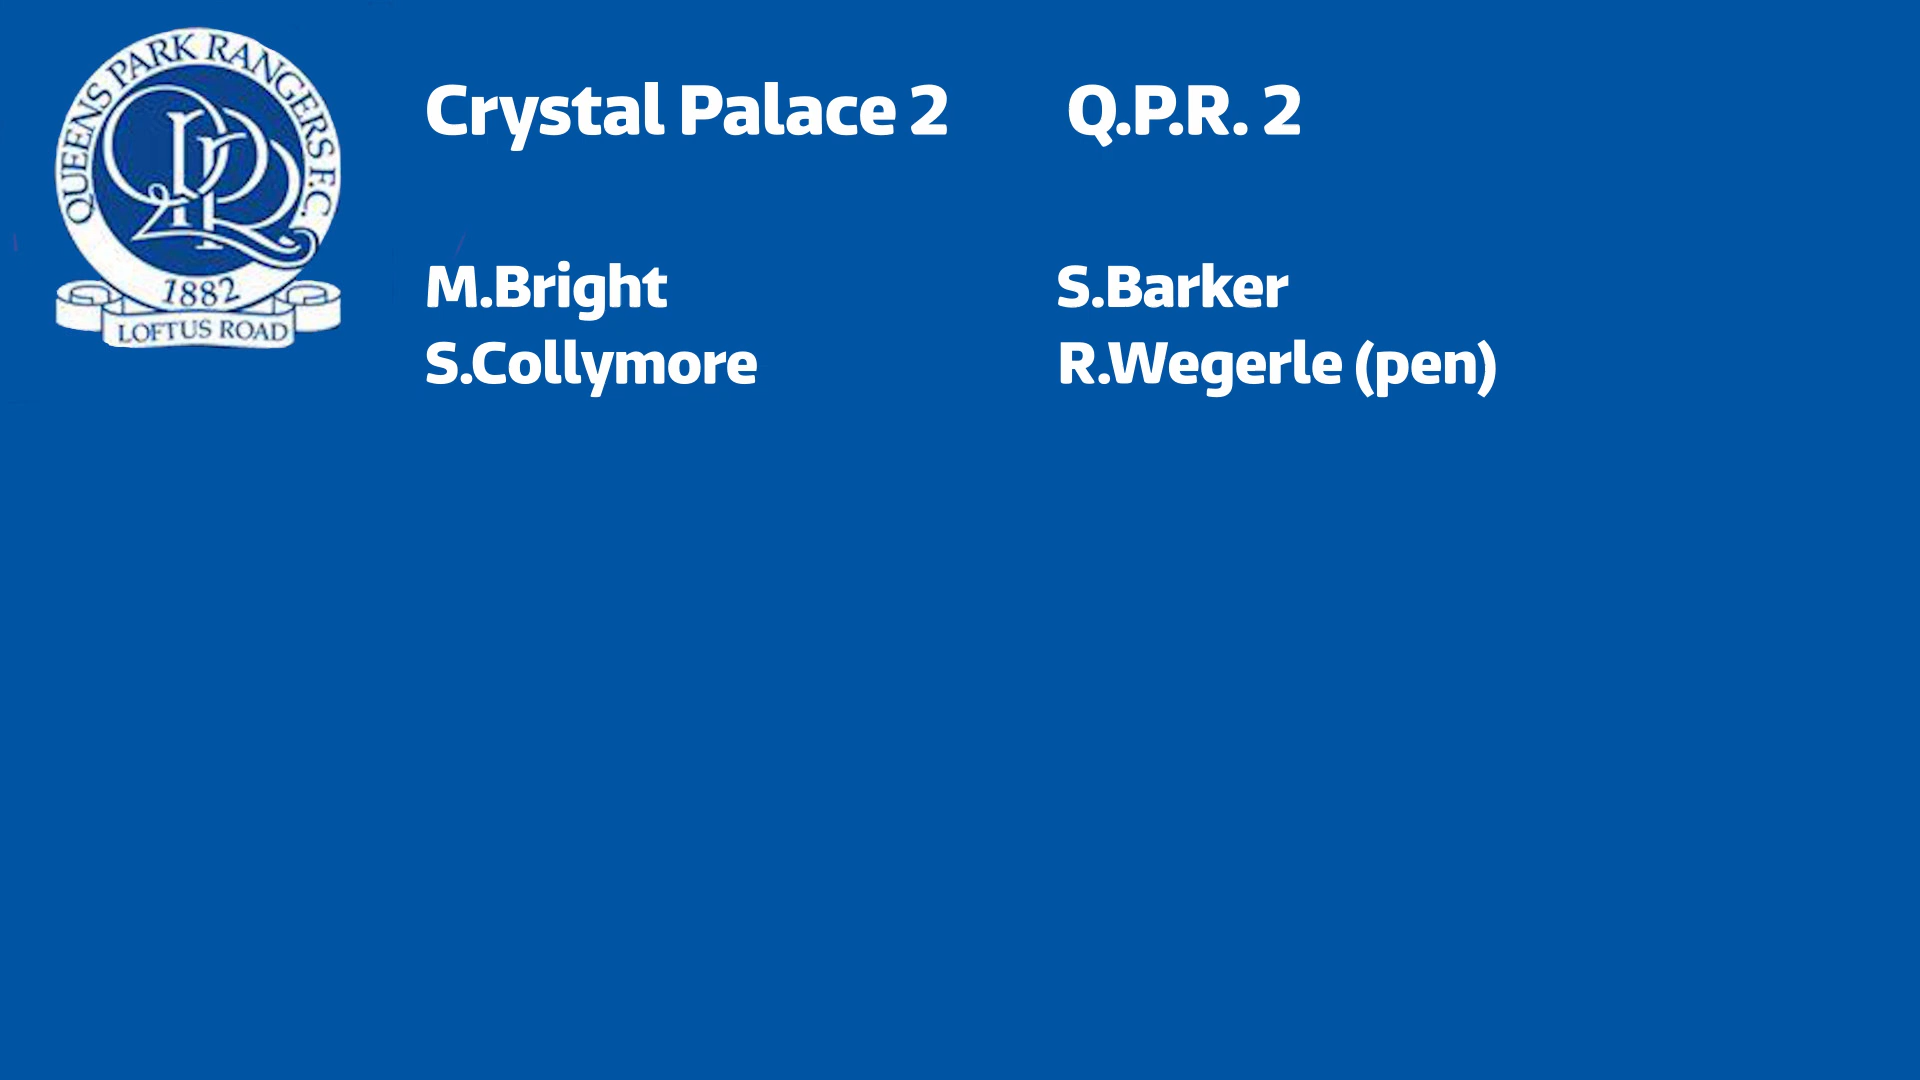 QUEENS PARK RANGERS F.C.
1882
LOFTUS ROAD
Crystal Palace 2 Q.P.R. 2
M.Bright S.Barker
S.Collymore R.Wegerle (pen)